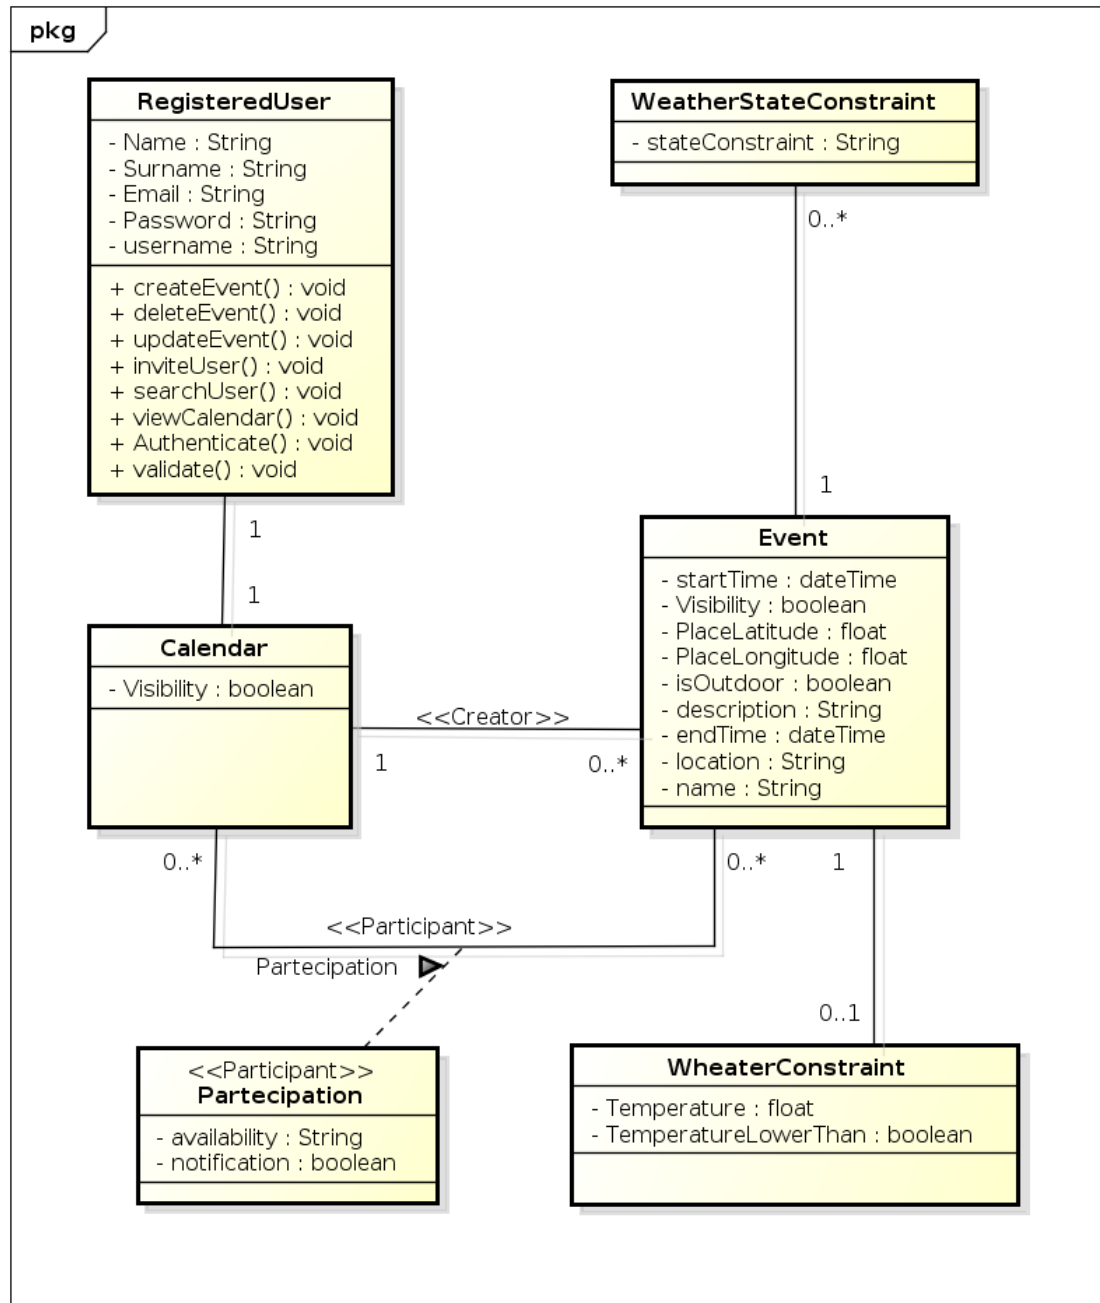 pkg
RegisteredUser
- Name : String
- Surname : String
- Email : String
- Password : String
- username : String
+ createEvent() : void
+ deleteEvent() : void
+ updateEvent() : void
+ inviteUser() : void
+ searchUser() : void
+ viewCalendar() : void
+ Authenticate() : void
+ validate() : void
WeatherStateConstraint
- stateConstraint : String
0..*
1
1
1
Calendar
- Visibility : boolean
<<Creator>>
1
0..*
Event
- startTime : dateTime
- Visibility : boolean
- PlaceLatitude : float
- PlaceLongitude : float
- isOutdoor : boolean
- description : String
- endTime : dateTime
- location : String
- name : String
0..*
0..*
1
<<Participant>>
Partecipation
0..1
<<Participant>>
Partecipation
- availability : String
- notification : boolean
WheaterConstraint
- Temperature : float
- TemperatureLowerThan : boolean